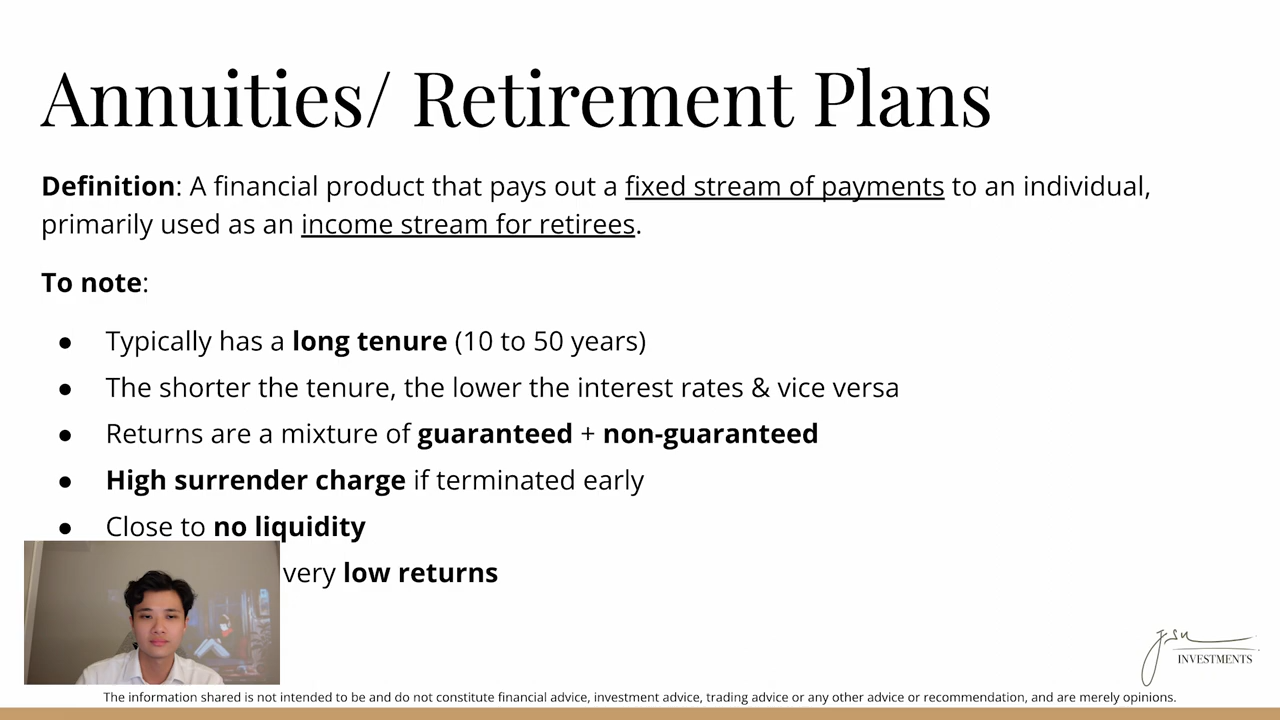 Annuities/ Retirement Plans
Definition: A financial product that pays out a fixed stream of payments to an individual,
primarily used as an income stream for retirees.
To note:
● Typically has a long tenure (10 to 50 years)
● The shorter the tenure, the lower the interest rates & vice versa
● Returns are a mixture of guaranteed + non-guaranteed
● High surrender charge if terminated early
● Close to no liquidity
very low returns
INVESTMENTS
The information shared is not intended to be and do not constitute financial advice, investment advice, trading advice or any other advice or recommendation, and are merely opinions.